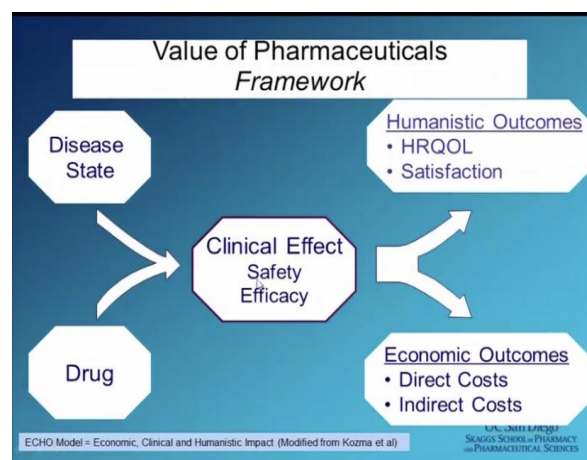 Value of Pharmaceuticals
Framework
Disease
State
Drug
Clinical Effect
Safety
Efficacy
Humanistic Outcomes
• HRQOL
• Satisfaction
Economic Outcomes
• Direct Costs
• Indirect Costs
ECHO Model = Economic, Clinical and Humanistic Impact (Modified from Kozma et al)
UC San Diego
SKAGGS SCHOOL OF PHARMACY
AND PHARMACEUTICAL SCIENCES